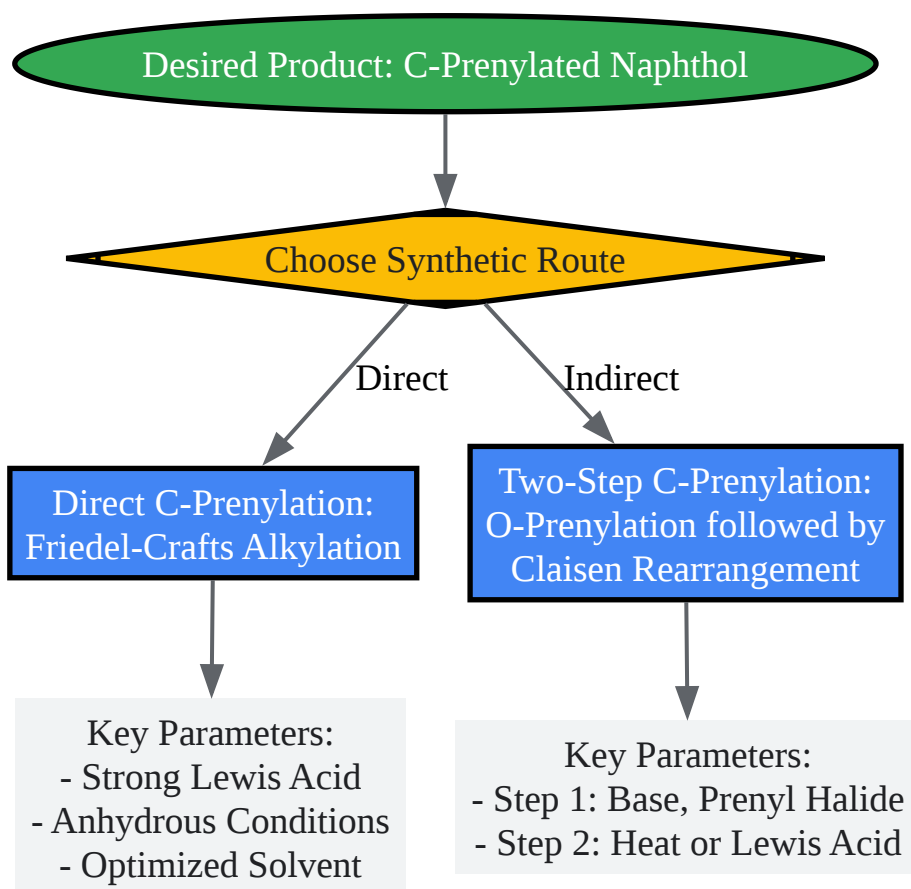 Desired Product: C-Prenylated Naphthol
Choose Synthetic Route
Direct
Indirect
Direct C-Prenylation:
Friedel-Crafts Alkylation
Two-Step C-Prenylation:
O-Prenylation followed by
Claisen Rearrangement
Key Parameters:
- Strong Lewis Acid
- Anhydrous Conditions
- Optimized Solvent
Key Parameters:
- Step 1: Base, Prenyl Halide
- Step 2: Heat or Lewis Acid